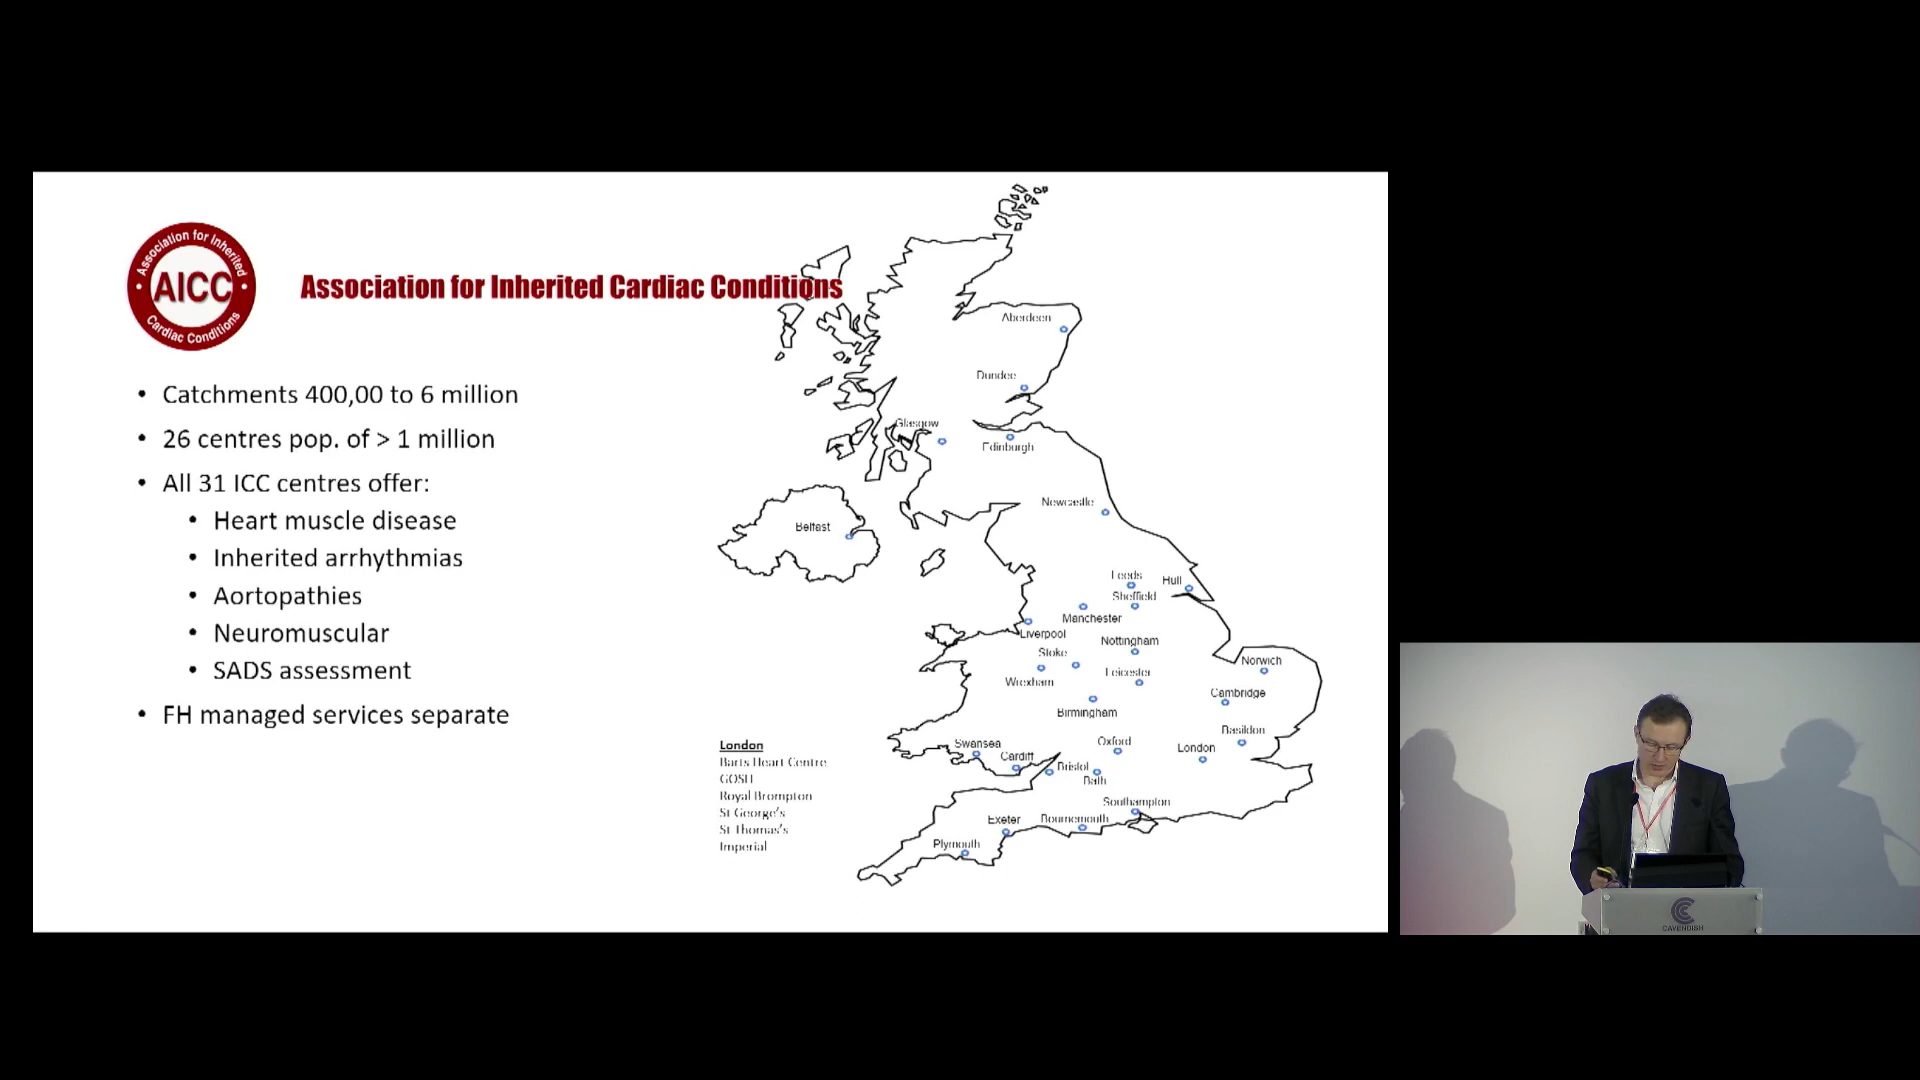 Association for Inherited
AICC
Cardiac Conditions
Association for Inherited Cardiac Conditions
• Catchments 400,00 to 6 million
• 26 centres pop. of > 1 million
• All 31 ICC centres offer:
• Heart muscle disease
• Inherited arrhythmias
• Aortopathies
• Neuromuscular
• SADS assessment
• FH managed services separate
Aberdeen
Dundee
Glasgow
Edinburgh
Newcastle
Belfast
Leeds
Hull
Sheffield
Manchester
Liverpool
Nottingham
Stoke
Norwich
Leicester
Wrexham
Cambridge
Birmingham
Basildon
Swansea
Oxford
London
Cardiff
Bristol
Bath
Southampton
Exeter
Bournemouth
Plymouth
London
Barts Heart Centre
GOSH
Royal Brompton
St George's
St Thomas's
Imperial
CAVENDISH